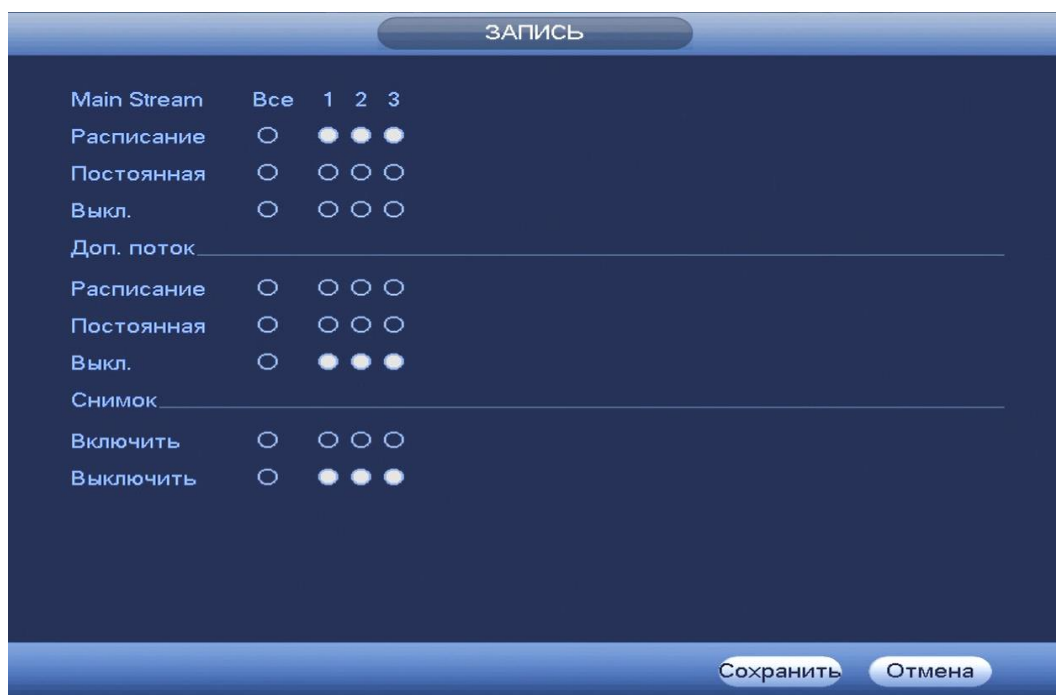 ЗАПИСЬ
Main Stream Все 1 2 3
Расписание
Постоянная
Выкл.
Доп. поток
Расписание
Постоянная
Выкл.
Снимок
Включить
Выключить
Сохранить Отмена